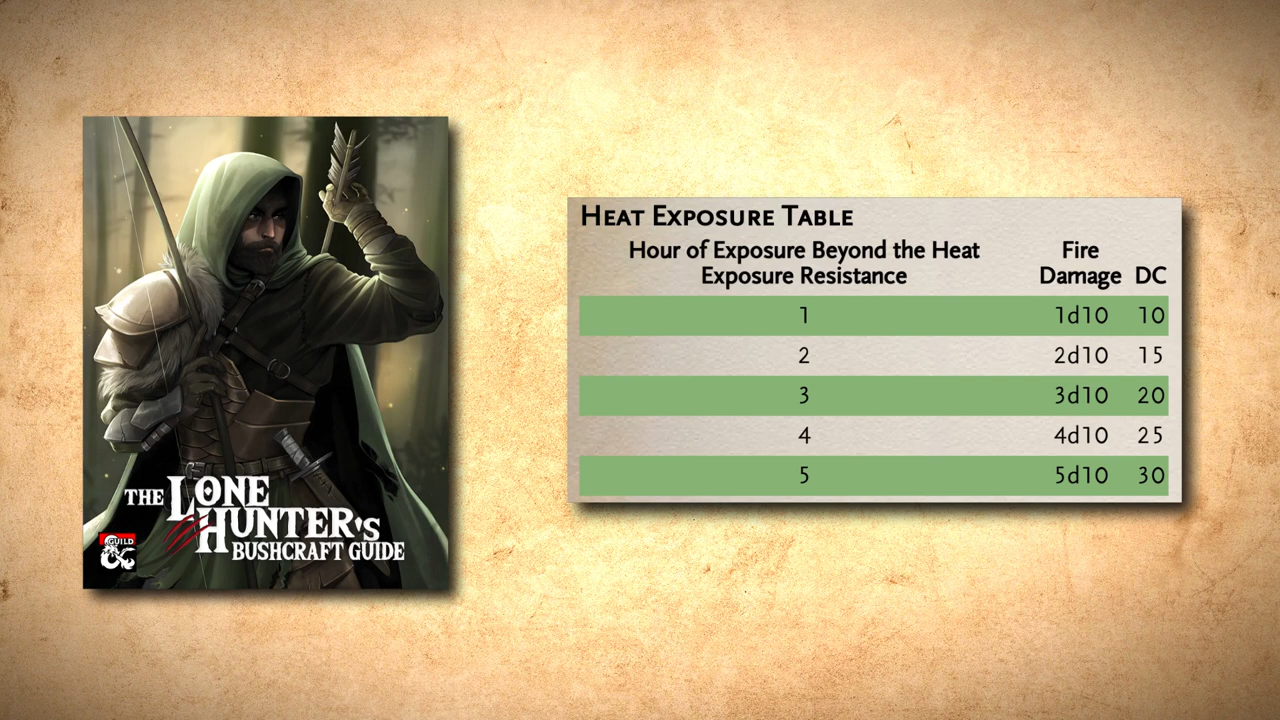 THE LONE
HUNTER'S
BUSHCRAFT GUIDE
GUILD
HEAT EXPOSURE TABLE
Hour of Exposure Beyond the Heat Fire
Exposure Resistance Damage DC
1 1d10 10
2 2d10 15
3 3d10 20
4 4d10 25
5 5d10 30